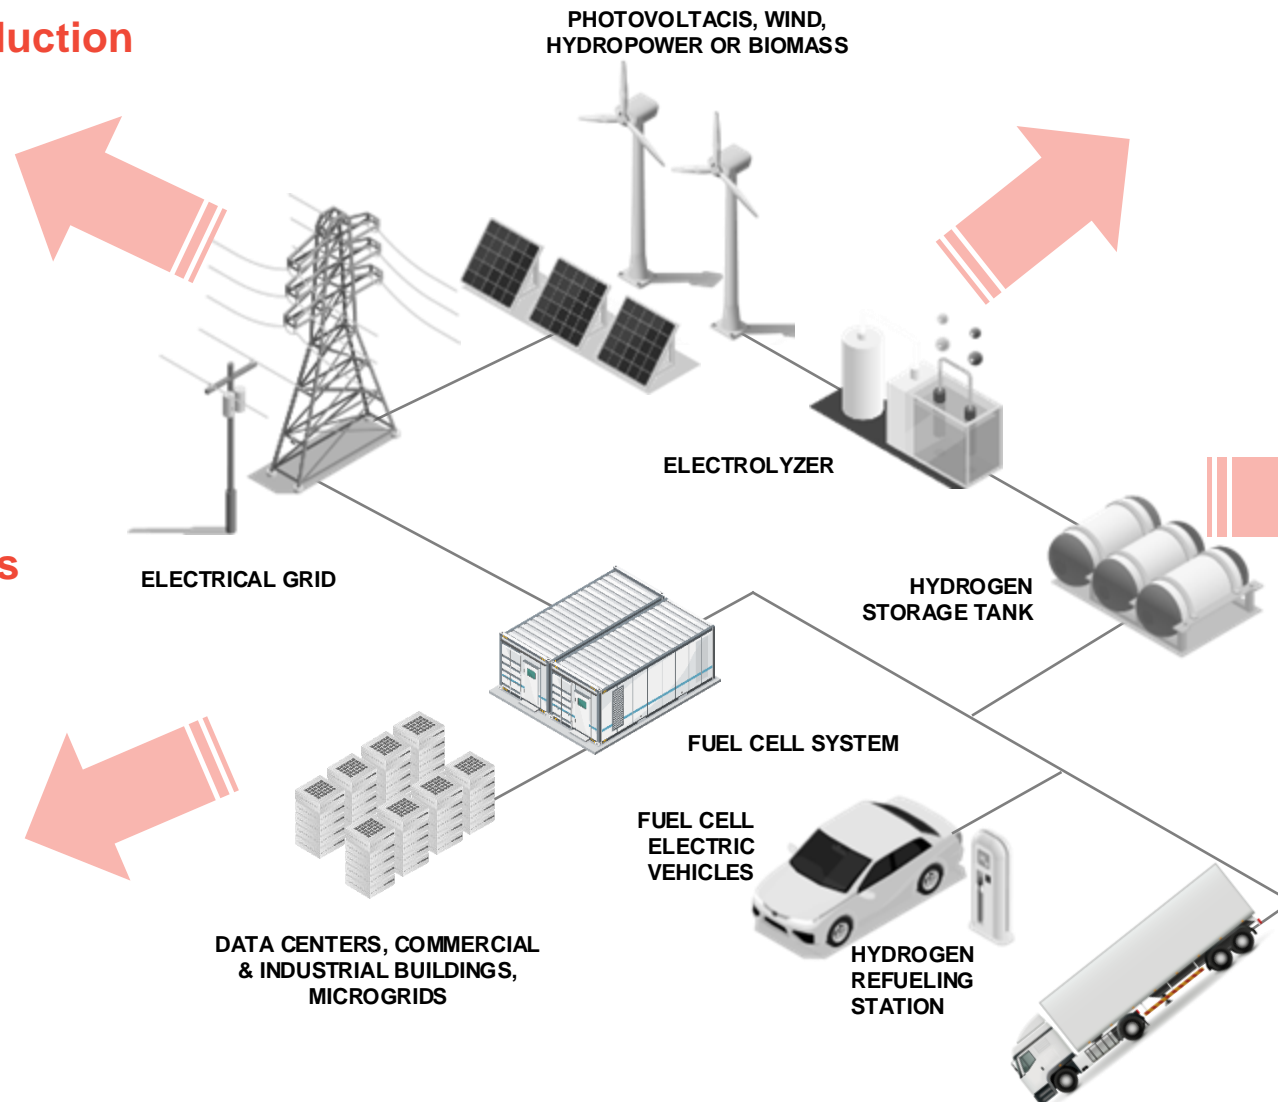 PHOTOVOLTACIS, WIND,
HYDROPOWER OR BIOMASS
ELECTROLYZER
ELECTRICAL GRID
HYDROGEN
STORAGE TANK
FUEL CELL SYSTEM
FUEL CELL
ELECTRIC
VEHICLES
DATA CENTERS, COMMERCIAL
& INDUSTRIAL BUILDINGS,
MICROGRIDS
HYDROGEN
REFUELING
STATION